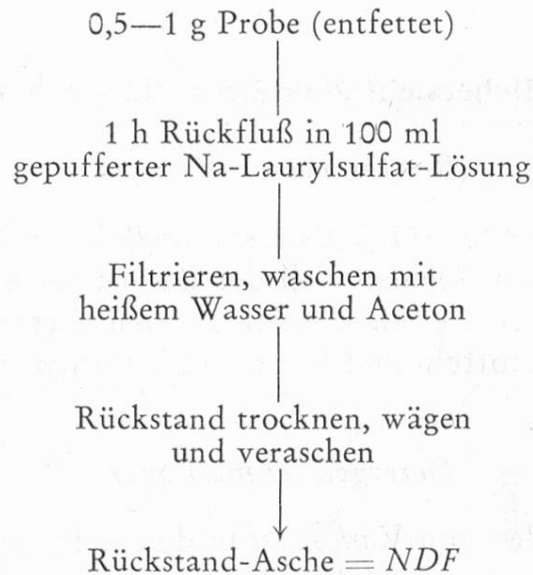 0,5—1 g Probe (entfettet)
1 h Rückfluß in 100 ml
gepufferter Na-Laurylsulfat-Lösung
Filtrieren, waschen mit
heißem Wasser und Aceton
Rückstand trocknen, wägen
und veraschen
Rückstand-Asche = NDF